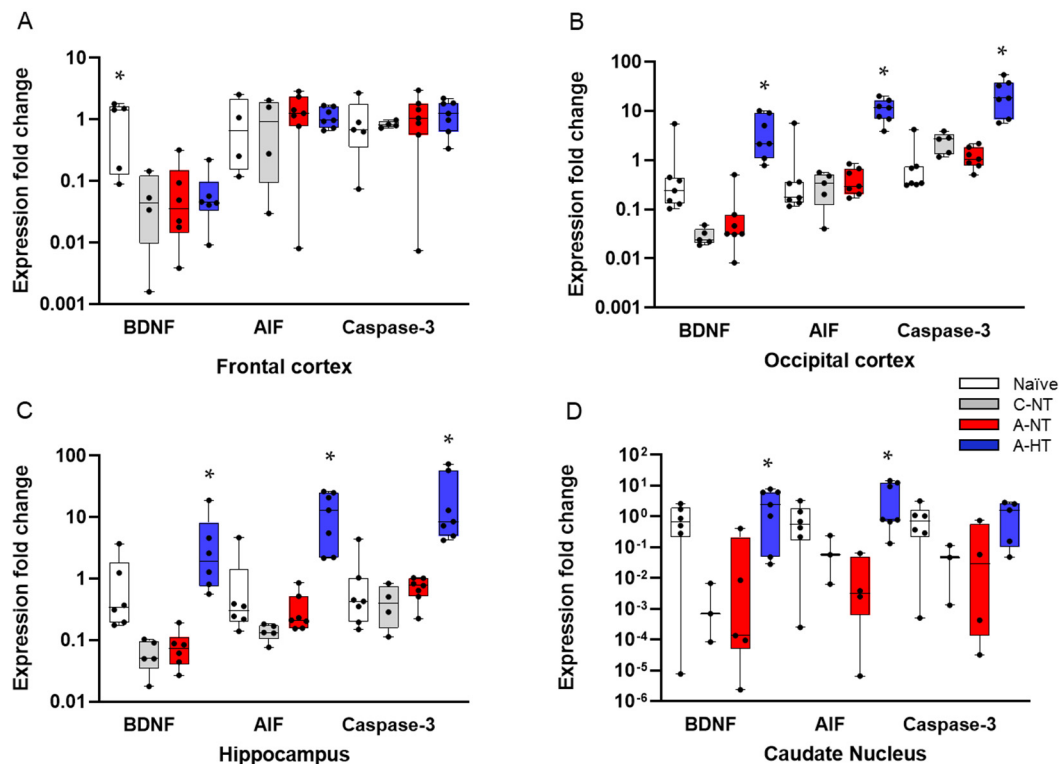 A
Expression fold change
10
1
0.1
0.01
0.001
*
BDNF AIF Caspase-3
Frontal cortex
B
Expression fold change
100
10
1
0.1
0.01
0.001
* * *
BDNF AIF Caspase-3
Occipital cortex
Naïve
C-NT
A-NT
A-HT
C
Expression fold change
100
10
1
0.1
0.01
* * *
BDNF AIF Caspase-3
Hippocampus
D
Expression fold change
10²
10¹
10⁰
10⁻¹
10⁻²
10⁻³
10⁻⁴
10⁻⁵
10⁻⁶
* *
BDNF AIF Caspase-3
Caudate Nucleus